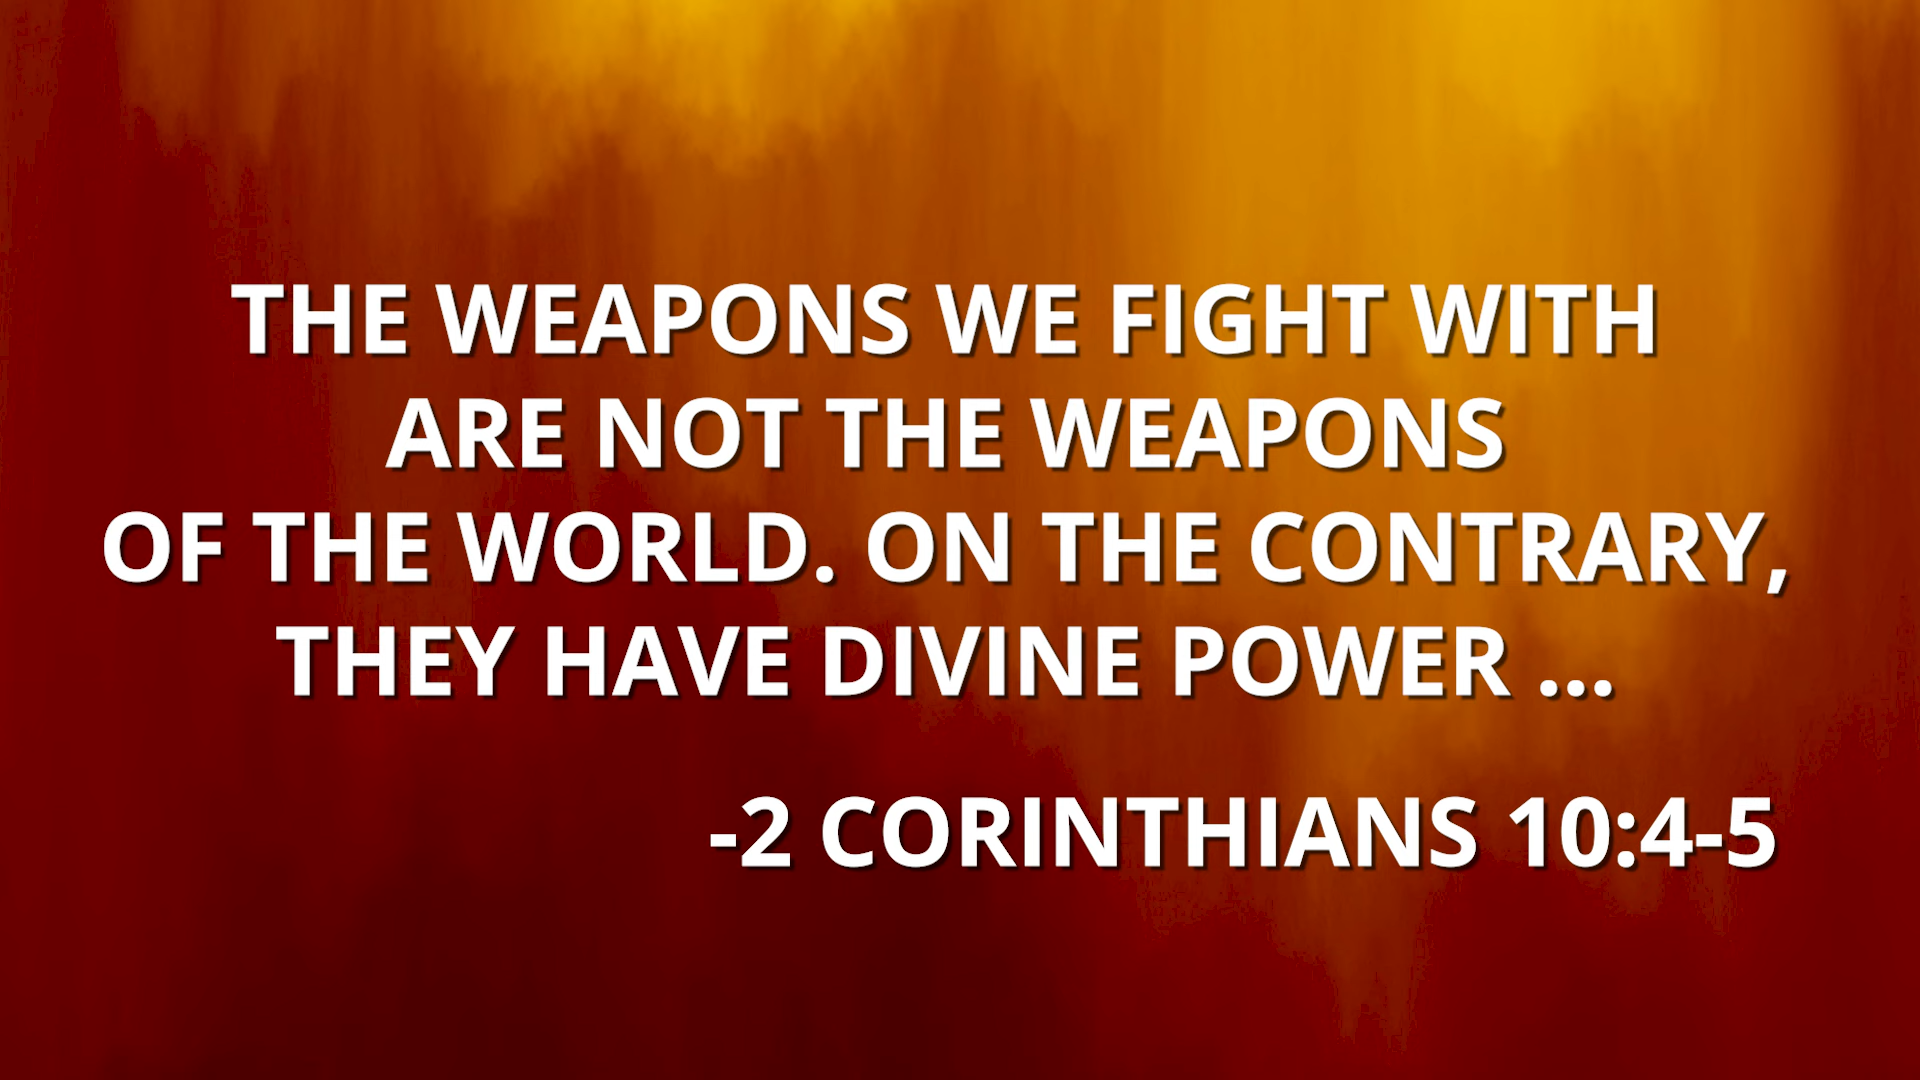 THE WEAPONS WE FIGHT WITH
ARE NOT THE WEAPONS
OF THE WORLD. ON THE CONTRARY,
THEY HAVE DIVINE POWER ...
-2 CORINTHIANS 10:4-5